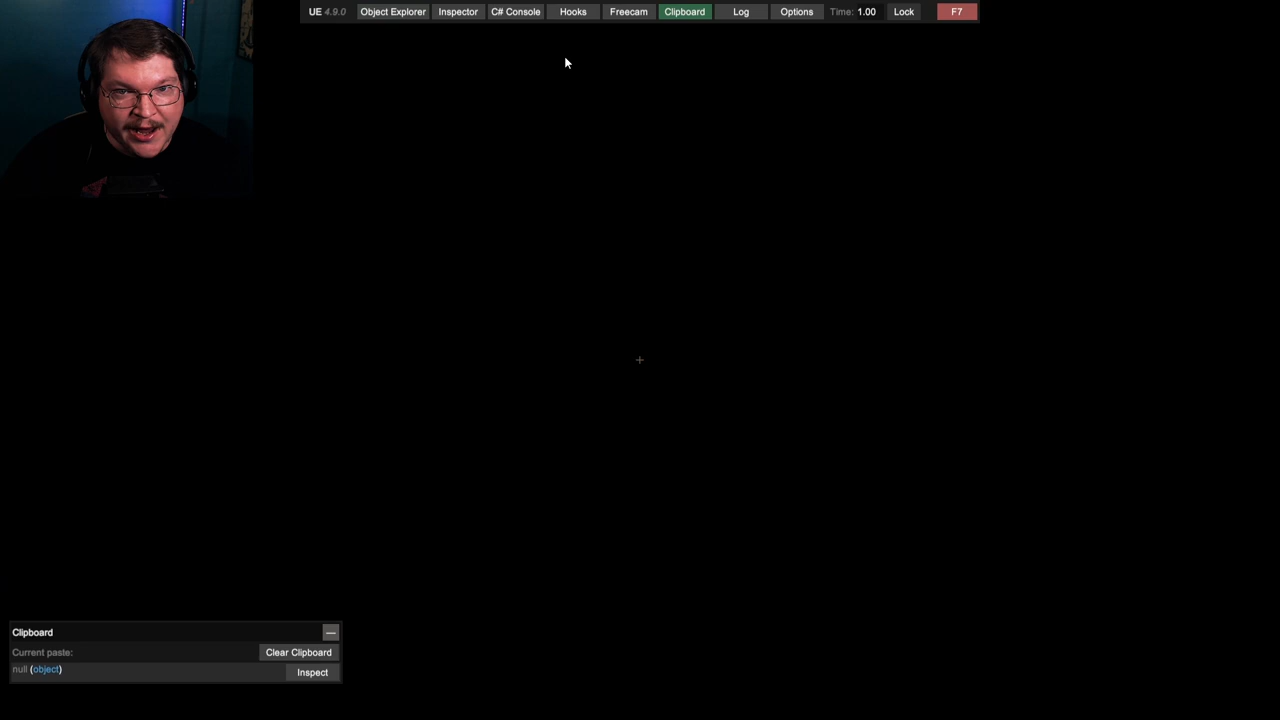 UE 4.9.0 Object Explorer Inspector C# Console Hooks Freecam Clipboard Log Options Time: 1.00 Lock F7
Clipboard —
Current paste: Clear Clipboard
null (object) Inspect